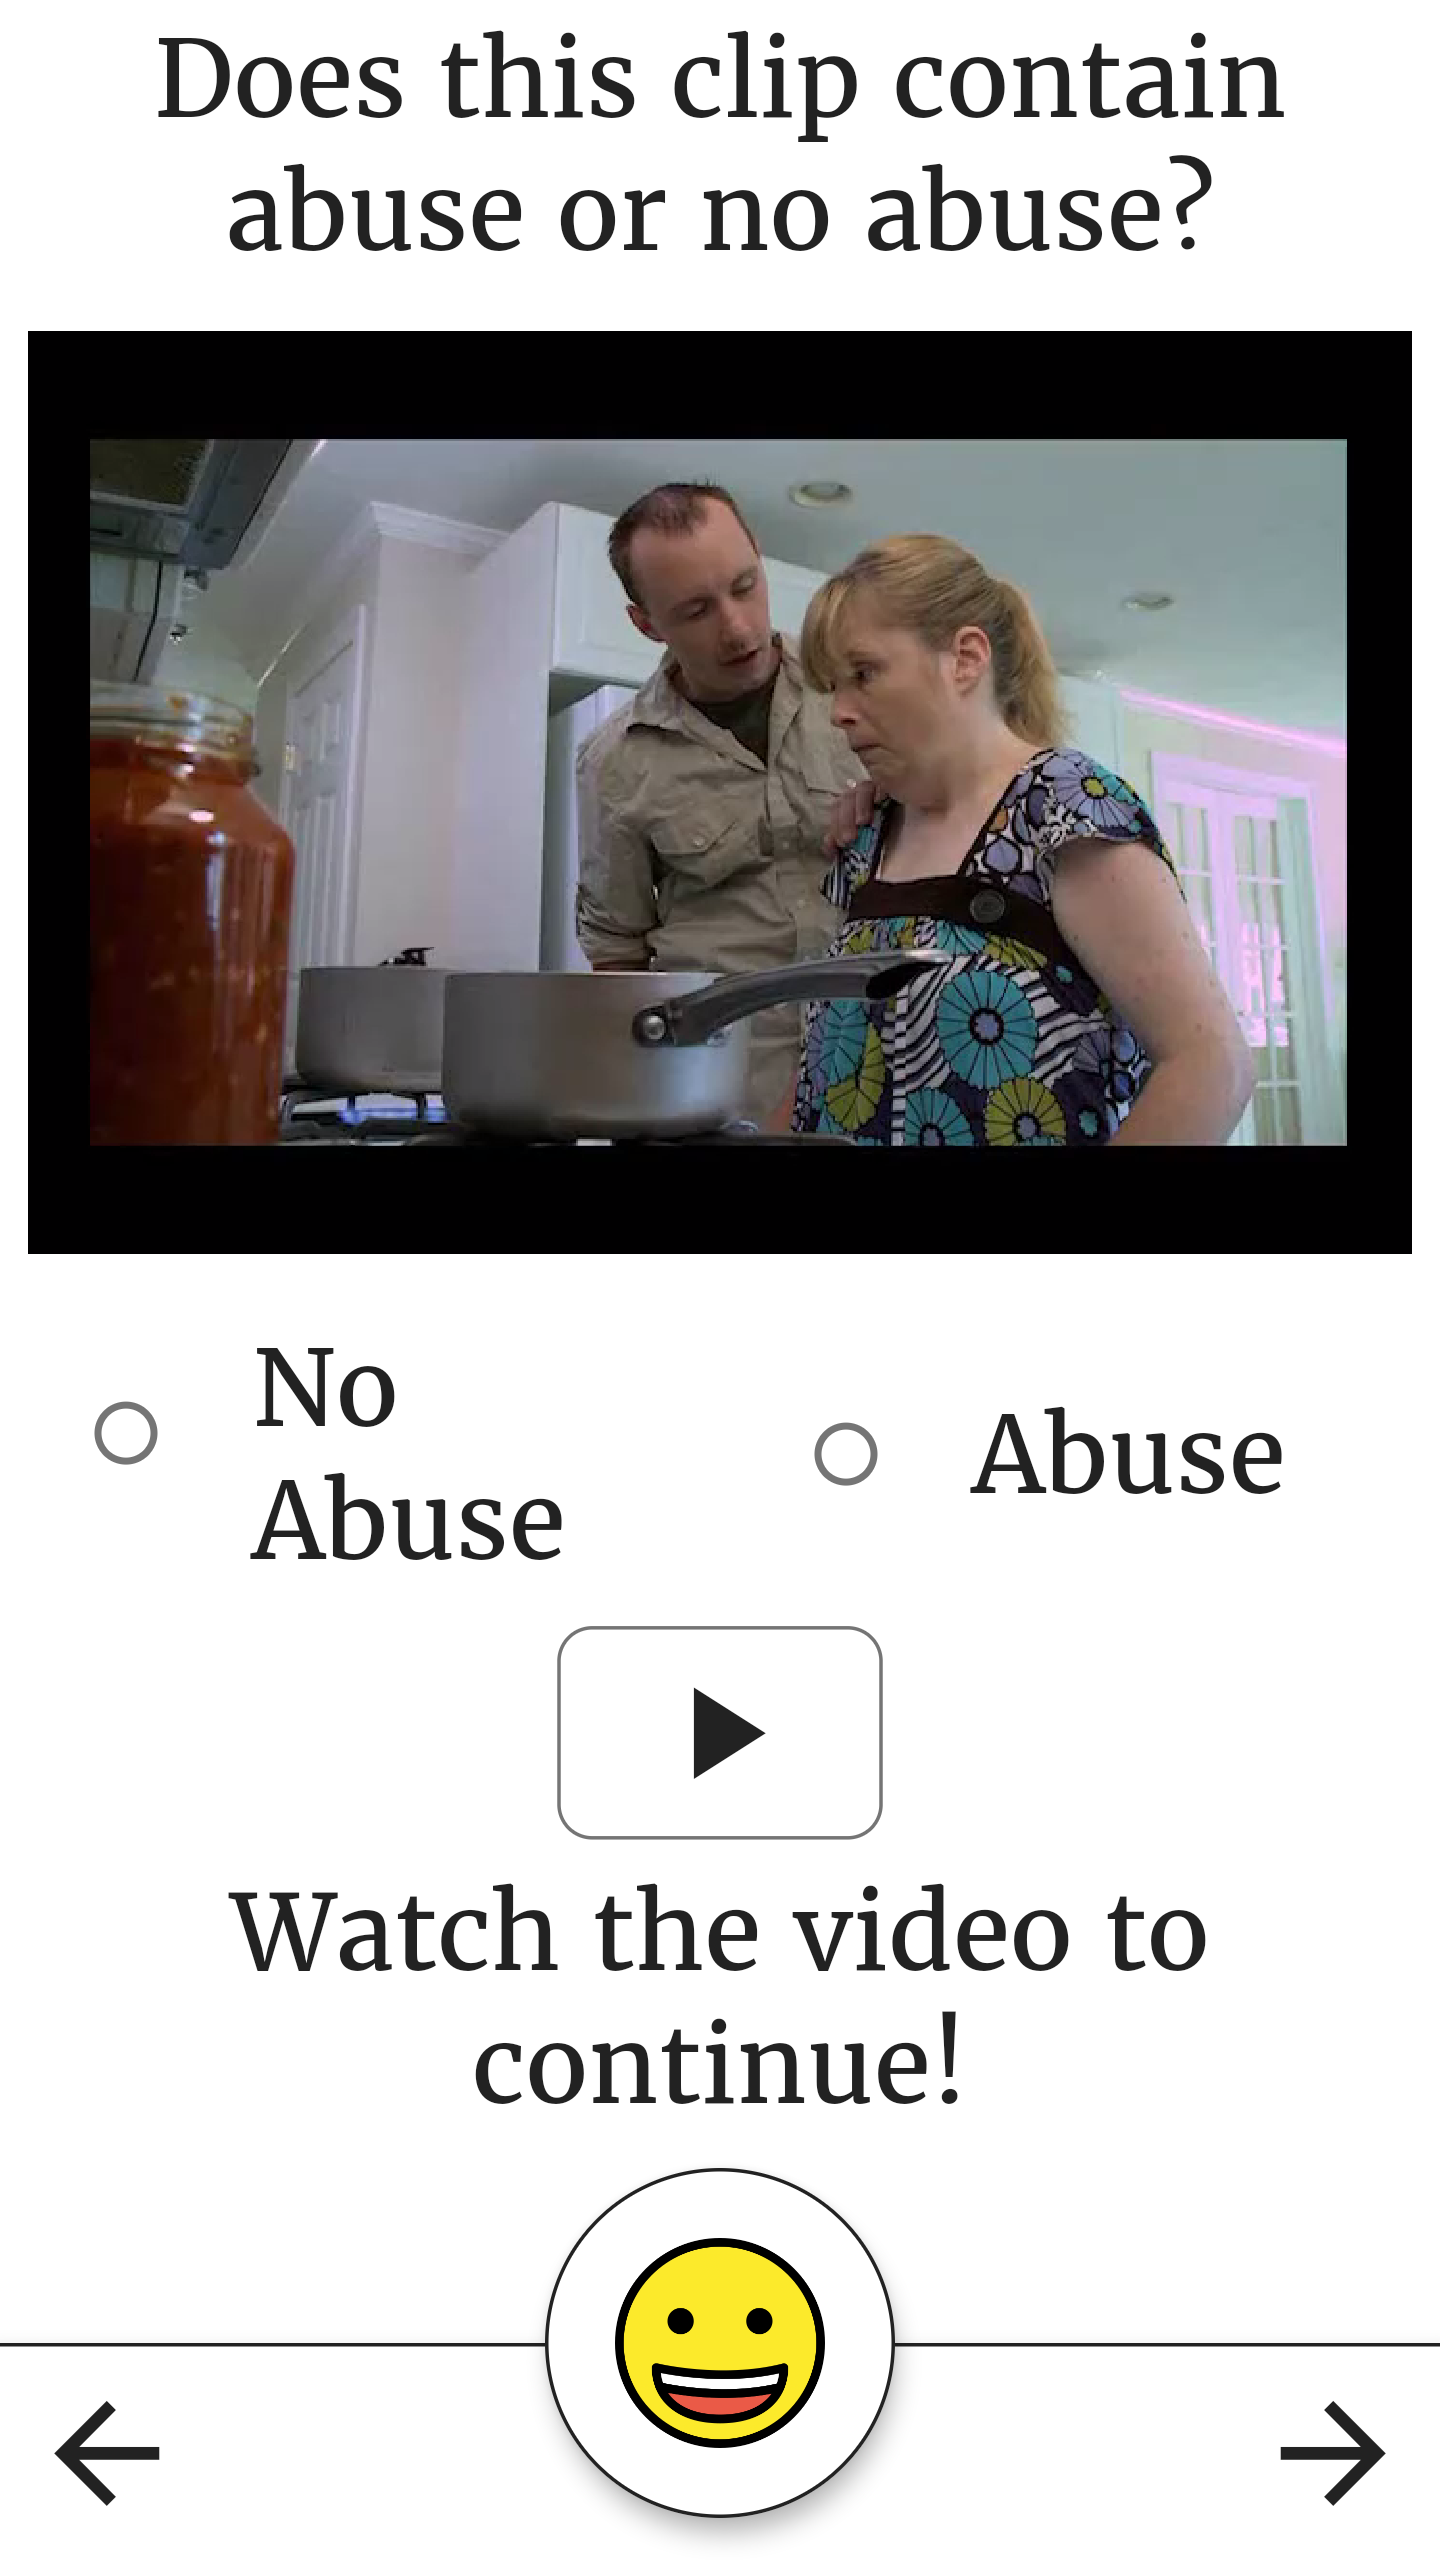 Does this clip contain
abuse or no abuse?
No
Abuse
Abuse
Watch the video to
continue!